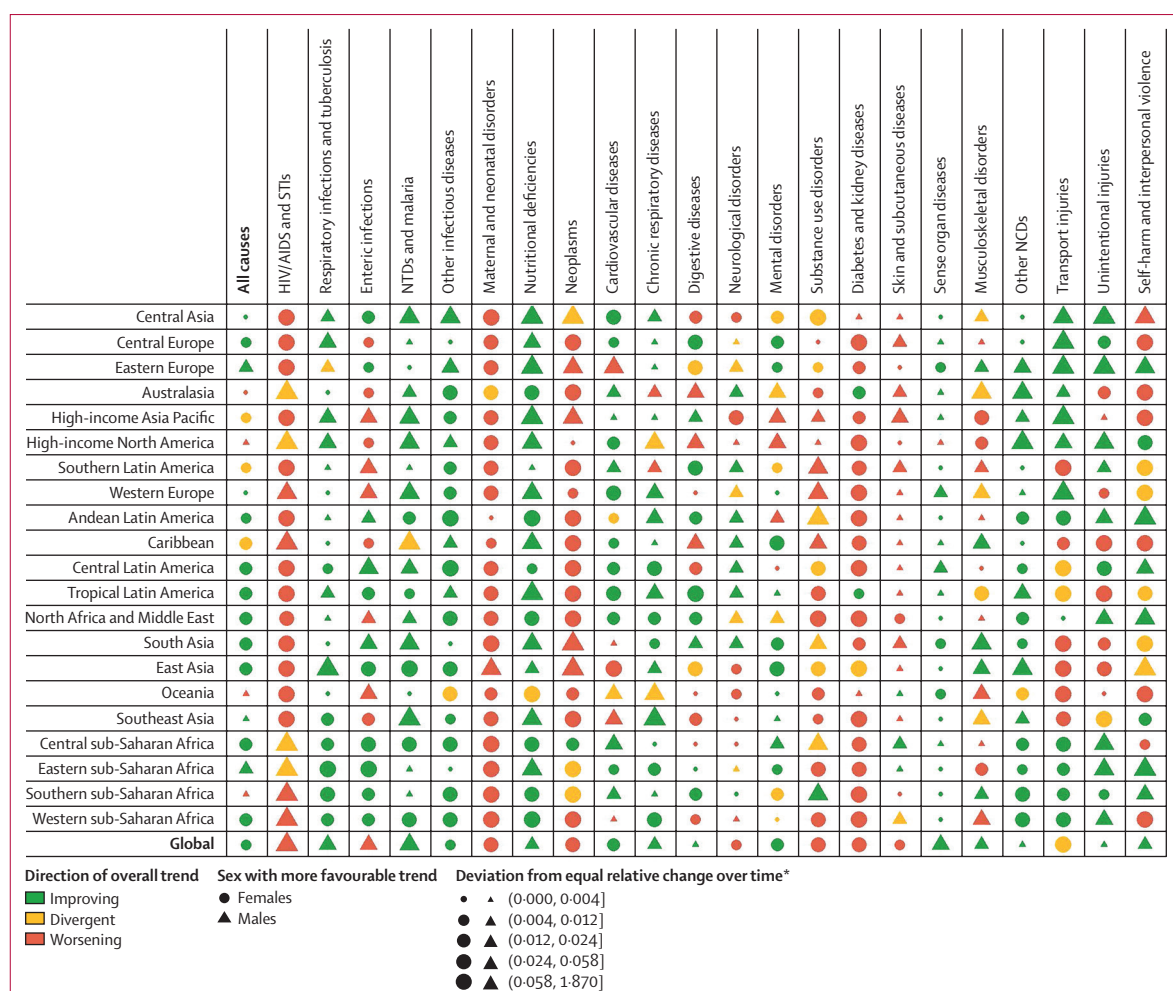 All causes
HIV/AIDS and STIs
Respiratory infections and tuberculosis
Enteric infections
NTDs and malaria
Other infectious diseases
Maternal and neonatal disorders
Nutritional deficiencies
Neoplasms
Cardiovascular diseases
Chronic respiratory diseases
Digestive diseases
Neurological disorders
Mental disorders
Substance use disorders
Diabetes and kidney diseases
Skin and subcutaneous diseases
Sense organ diseases
Musculoskeletal disorders
Other NCDs
Transport injuries
Unintentional injuries
Self-harm and interpersonal violence
Central Asia
Central Europe
Eastern Europe
Australasia
High-income Asia Pacific
High-income North America
Southern Latin America
Western Europe
Andean Latin America
Caribbean
Central Latin America
Tropical Latin America
North Africa and Middle East
South Asia
East Asia
Oceania
Southeast Asia
Central sub-Saharan Africa
Eastern sub-Saharan Africa
Southern sub-Saharan Africa
Western sub-Saharan Africa
Global
Direction of overall trend
Improving
Divergent
Worsening
Sex with more favourable trend
Females
Males
Deviation from equal relative change over time*
(0·000, 0·004]
(0·004, 0·012]
(0·012, 0·024]
(0·024, 0·058]
(0·058, 1·870]